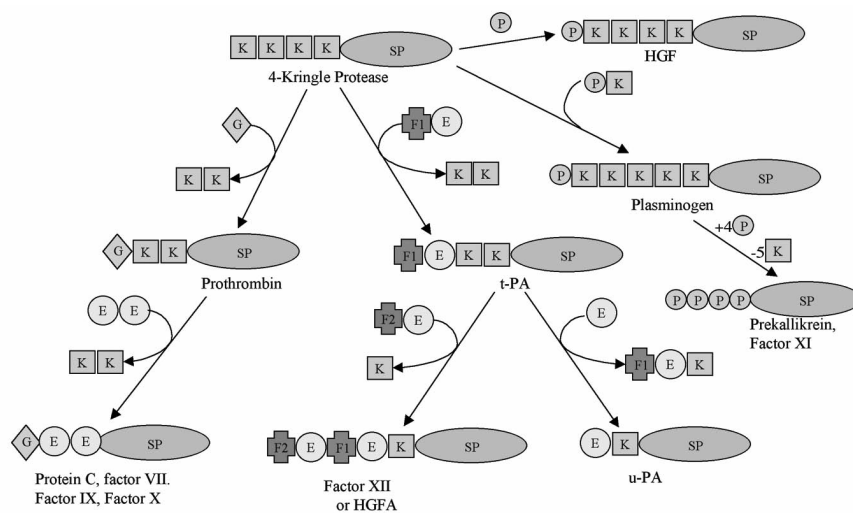 P
P K K K K SP
K K K K SP
HGF
4-Kringle Protease
P K
G
F1 E
K K
K K
P K K K K K SP
Plasminogen
+4 P
-5 K
G K K SP
F1 E K K SP
Prothrombin
t-PA
P P P P SP
Prekallikrein,
Factor XI
E E
F2 E
E
K K
K
F1 E K
G E E SP
F2 E F1 E K SP
E K SP
Protein C, factor VII.
Factor IX, Factor X
Factor XII
or HGFA
u-PA